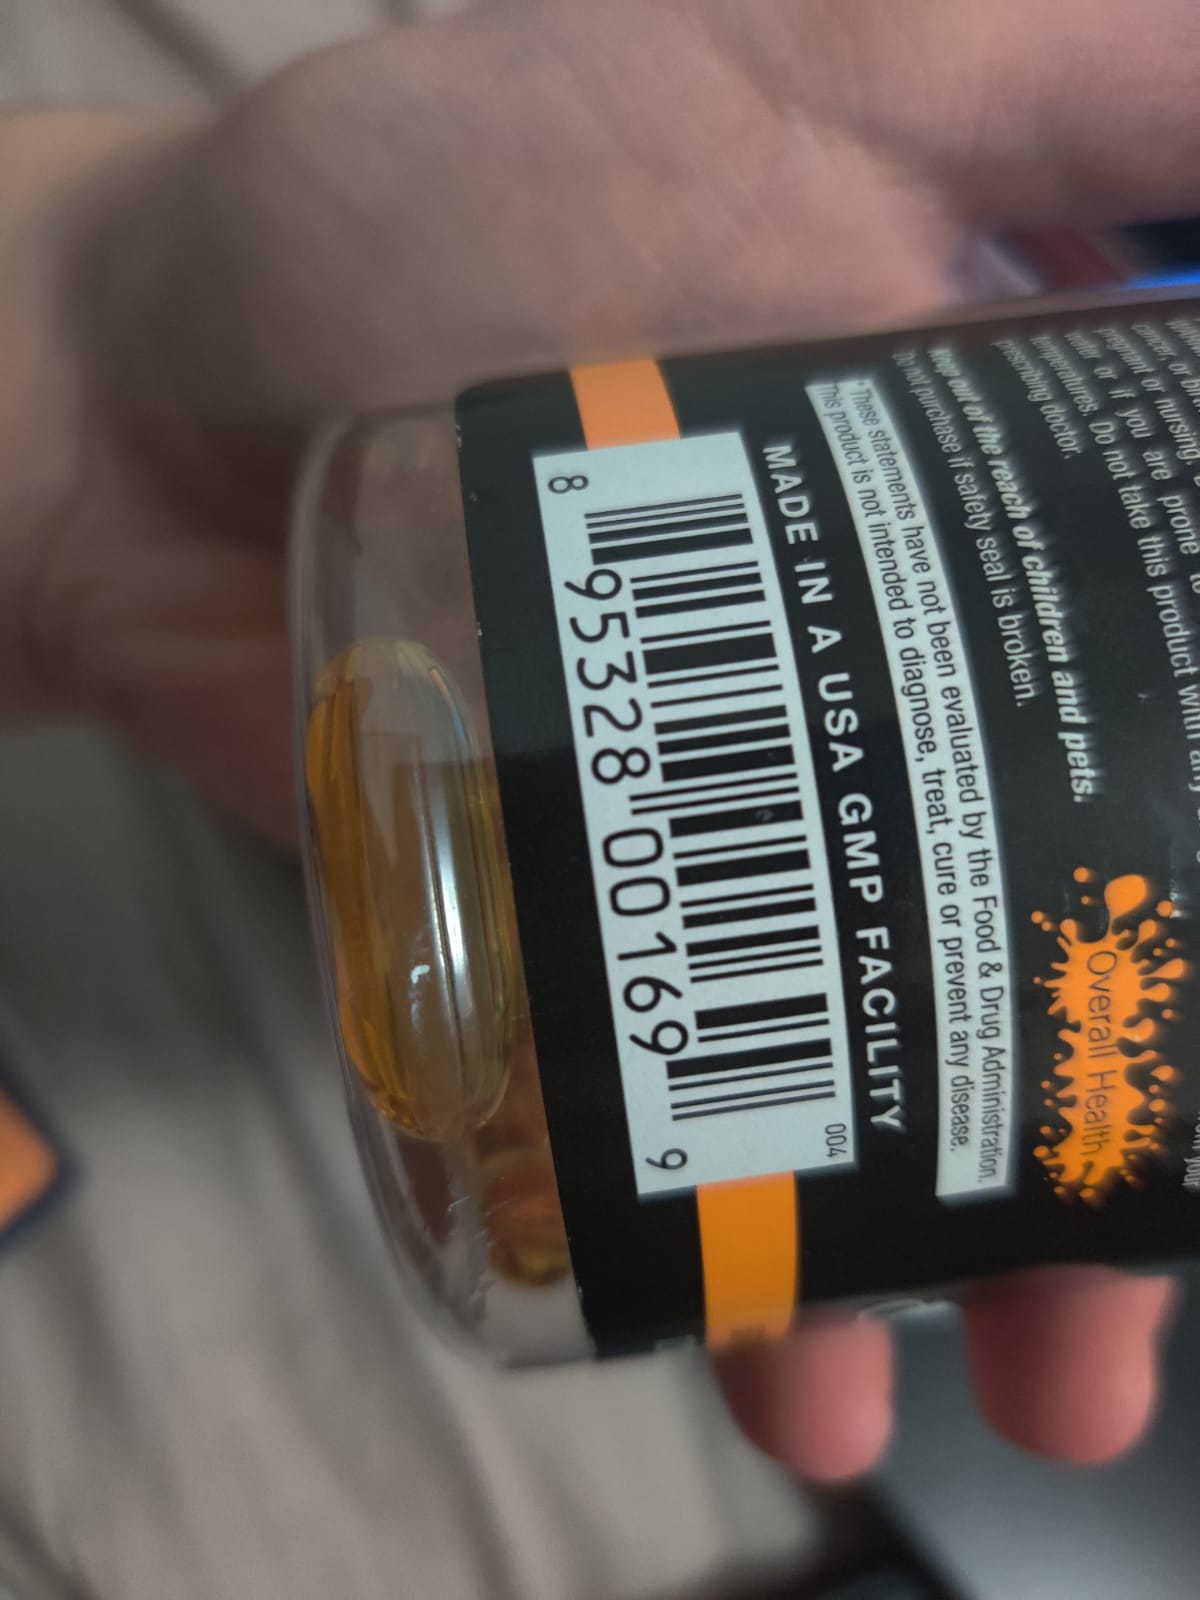 pregnant or nursing,
or if you are prone to
temperatures. Do not take this product with any
prescribing doctor.
Keep out of the reach of children and pets.
Do not purchase if safety seal is broken.
* These statements have not been evaluated by the Food & Drug Administration.
This product is not intended to diagnose, treat, cure or prevent any disease.
Overall Health
MADE IN A USA GMP FACILITY
004
8 95328 00169 9